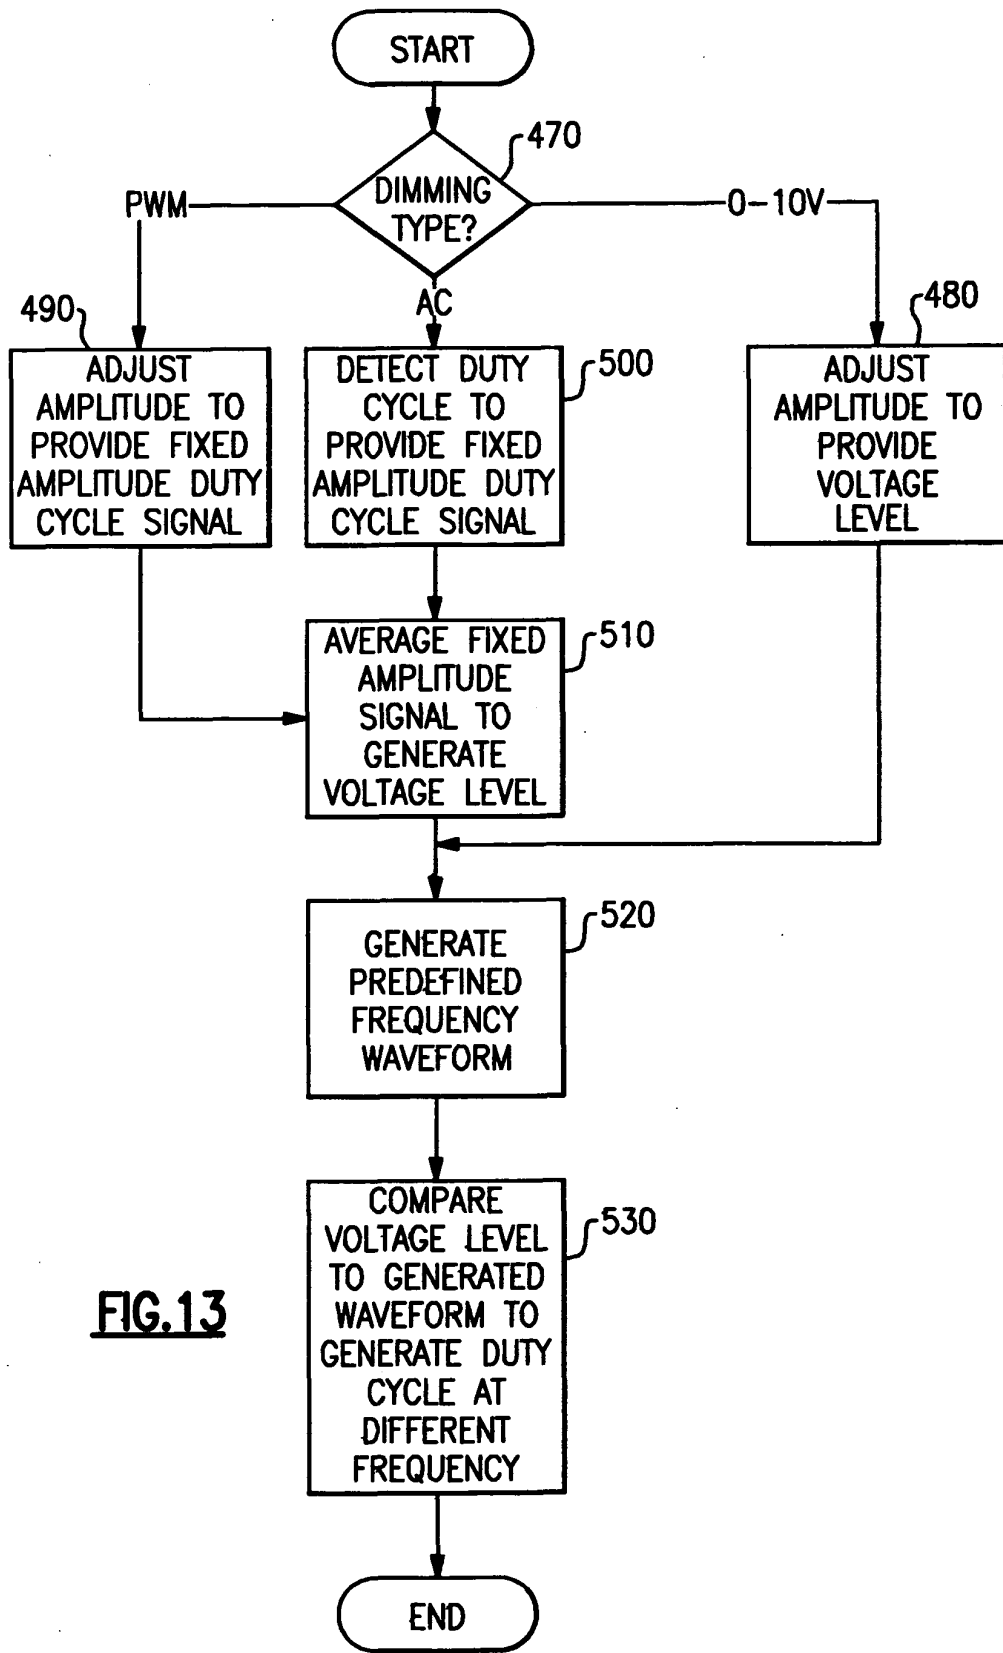 START
470
DIMMING
TYPE?
PWM
0-10V
AC
490
ADJUST
AMPLITUDE TO
PROVIDE FIXED
AMPLITUDE DUTY
CYCLE SIGNAL
500
DETECT DUTY
CYCLE TO
PROVIDE FIXED
AMPLITUDE DUTY
CYCLE SIGNAL
480
ADJUST
AMPLITUDE TO
PROVIDE
VOLTAGE
LEVEL
510
AVERAGE FIXED
AMPLITUDE
SIGNAL TO
GENERATE
VOLTAGE LEVEL
520
GENERATE
PREDEFINED
FREQUENCY
WAVEFORM
530
COMPARE
VOLTAGE LEVEL
TO GENERATED
WAVEFORM TO
GENERATE DUTY
CYCLE AT
DIFFERENT
FREQUENCY
FIG.13
END